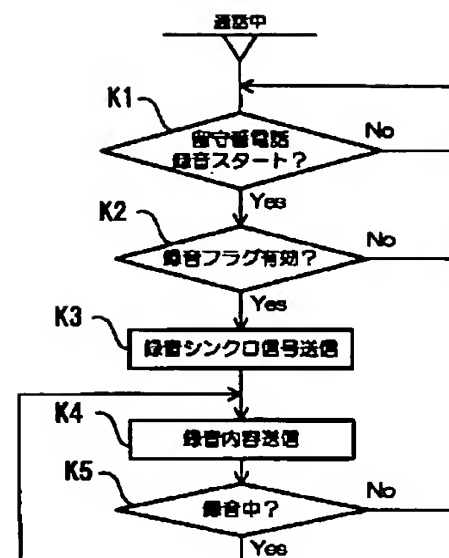 通話中
K1
留守番電話
録音スタート?
No
Yes
K2
録音フラグ有効?
No
Yes
K3
録音シンクロ信号送信
K4
録音内容送信
K5
録音中?
No
Yes